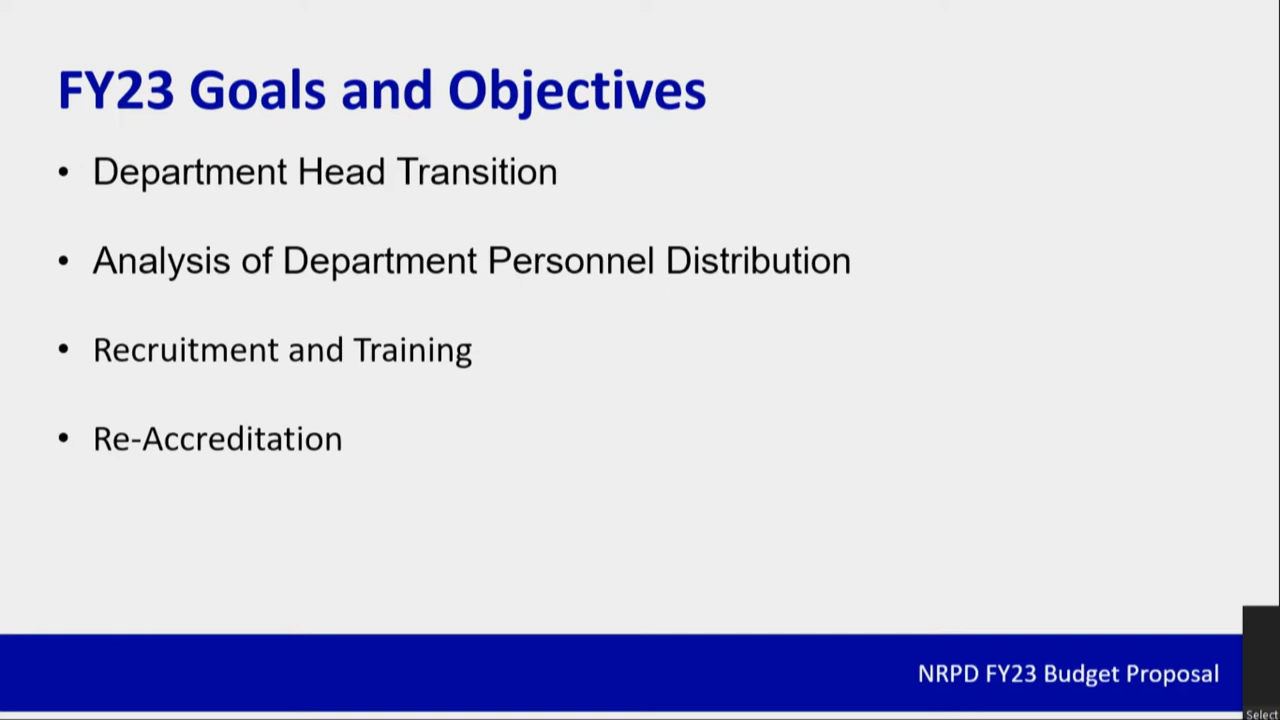 FY23 Goals and Objectives
• Department Head Transition
• Analysis of Department Personnel Distribution
• Recruitment and Training
• Re-Accreditation
NRPD FY23 Budget Proposal
Select